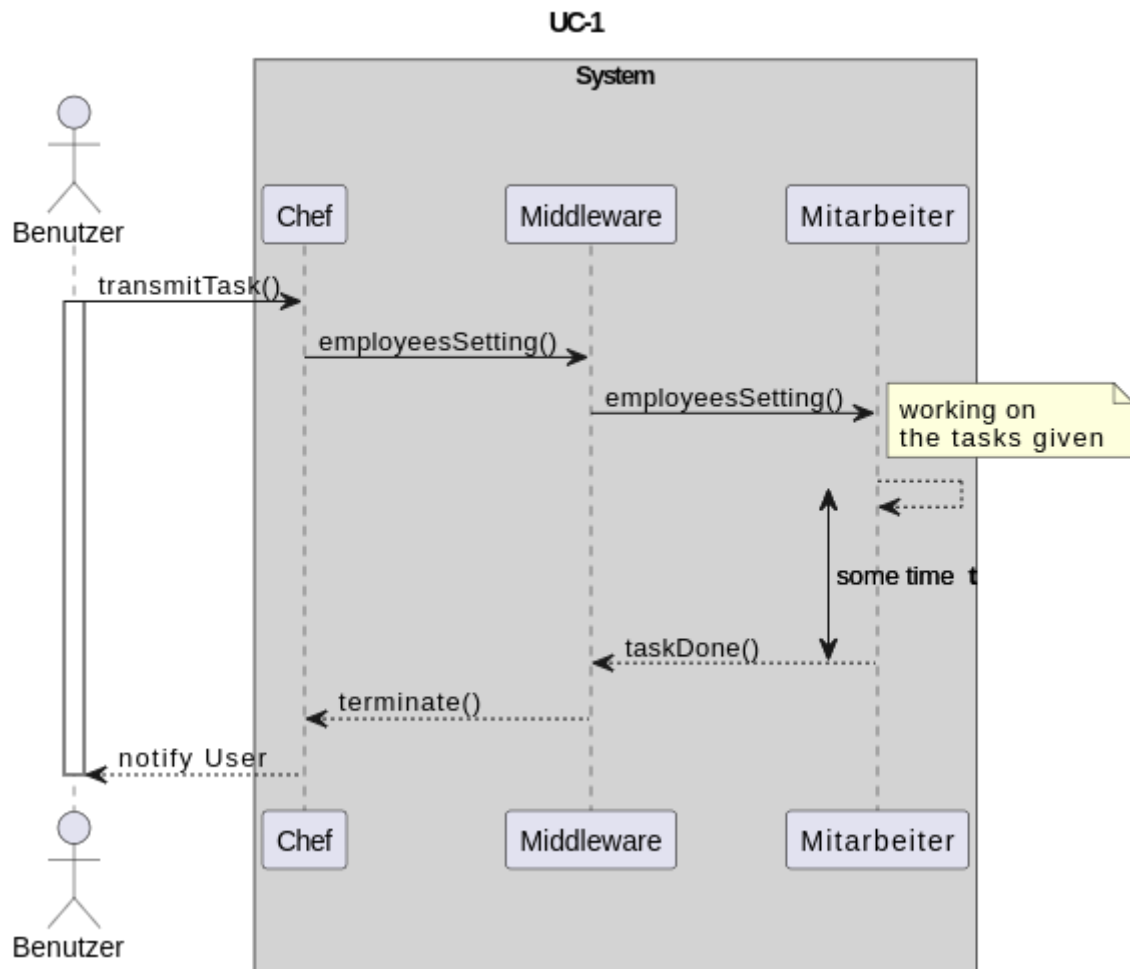 UC-1
System
Benutzer
Chef
Middleware
Mitarbeiter
transmitTask()
employeesSetting()
employeesSetting()
working on
the tasks given
some time t
taskDone()
terminate()
notify User
Chef
Middleware
Mitarbeiter
Benutzer